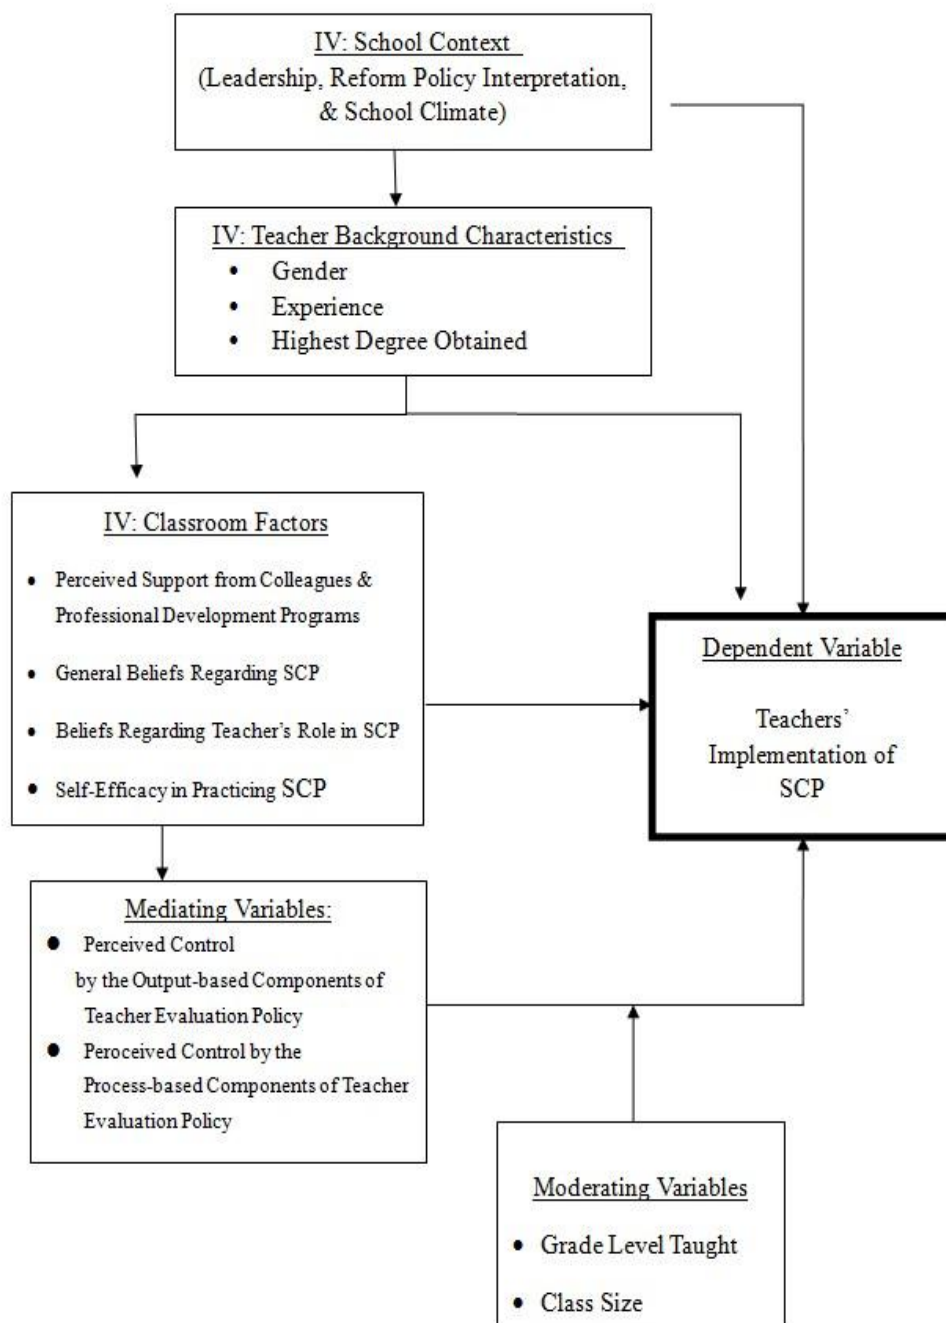 IV: School Context
(Leadership, Reform Policy Interpretation,
& School Climate)
IV: Teacher Background Characteristics
• Gender
• Experience
• Highest Degree Obtained
IV: Classroom Factors
• Perceived Support from Colleagues &
Professional Development Programs
• General Beliefs Regarding SCP
• Beliefs Regarding Teacher’s Role in SCP
• Self-Efficacy in Practicing SCP
Dependent Variable
Teachers’
Implementation of
SCP
Mediating Variables:
• Perceived Control
by the Output-based Components of
Teacher Evaluation Policy
• Peroceived Control by the
Process-based Components of Teacher
Evaluation Policy
Moderating Variables
• Grade Level Taught
• Class Size